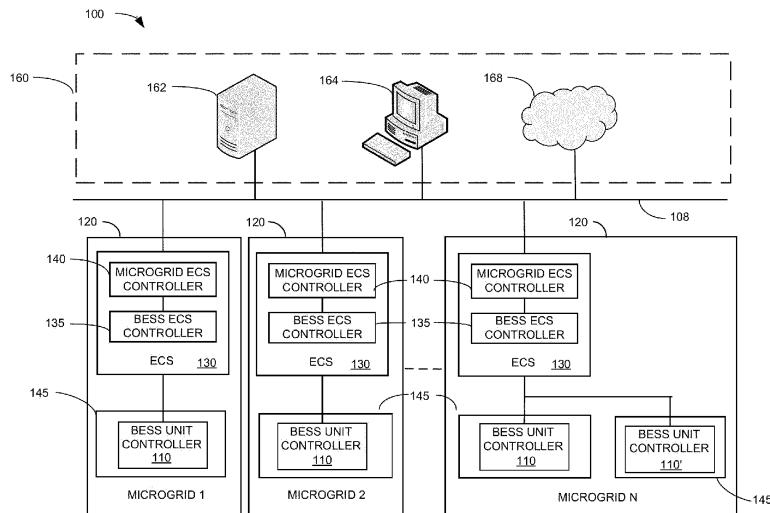 100
160
162
164
168
108
120
120
120
140
MICROGRID ECS
CONTROLLER
MICROGRID ECS
CONTROLLER
140
MICROGRID ECS
CONTROLLER
135
BESS ECS
CONTROLLER
BESS ECS
CONTROLLER
135
BESS ECS
CONTROLLER
ECS 130
ECS 130
ECS 130
145
BESS UNIT
CONTROLLER
110
BESS UNIT
CONTROLLER
110
145
BESS UNIT
CONTROLLER
110
BESS UNIT
CONTROLLER
110'
145
MICROGRID 1
MICROGRID 2
MICROGRID N